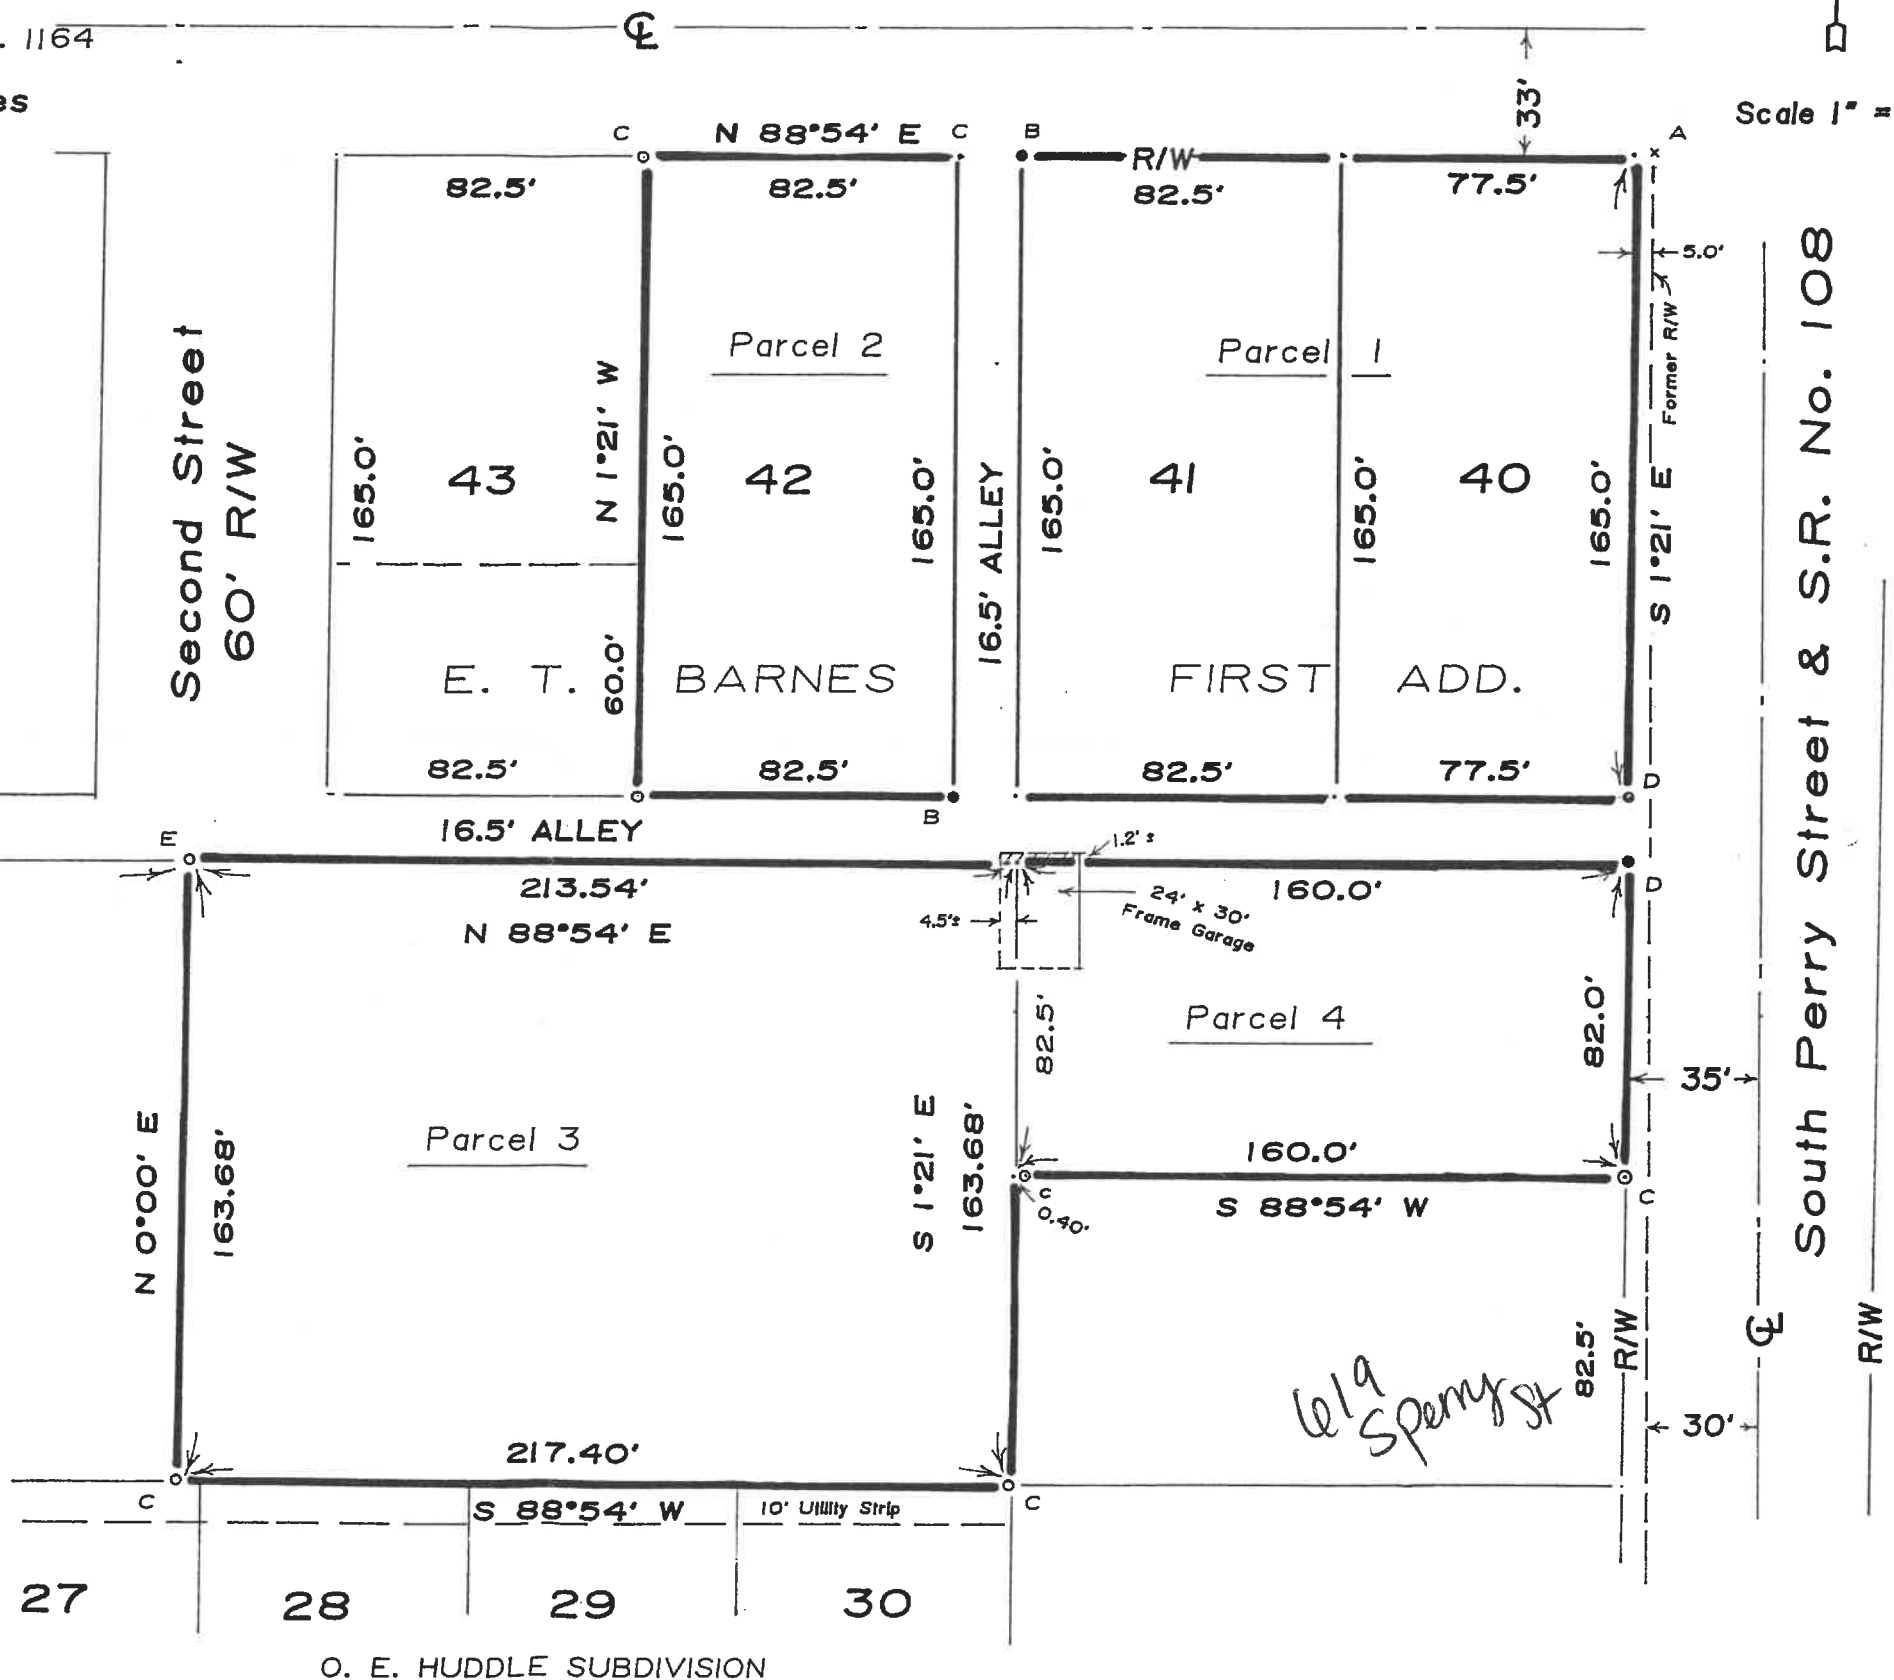 . 1164
℄
es
33'
Scale 1" =
C
N 88°54' E
C
B
R/W
A
82.5'
82.5'
82.5'
77.5'
5.0'
Former R/W
Second Street
60' R/W
Parcel 2
Parcel 1
N 1°21' W
165.0'
43
165.0'
42
165.0'
16.5' ALLEY
165.0'
41
165.0'
40
165.0'
S 1°21' E
South Perry Street & S.R. No. 108
60.0'
E. T. BARNES FIRST ADD.
82.5'
82.5'
82.5'
77.5'
D
B
E
16.5' ALLEY
1.2'±
213.54'
160.0'
D
N 88°54' E
4.5'±
24' x 30'
Frame Garage
82.5'
Parcel 4
82.0'
35'
N 0°00' E
163.68'
Parcel 3
S 1°21' E
163.68'
160.0'
C
0.40'
S 88°54' W
C
82.5'
R/W
℄
R/W
619
S perry St
30'
217.40'
C
S 88°54' W
10' Utility Strip
C
27
28
29
30
O. E. HUDDLE SUBDIVISION